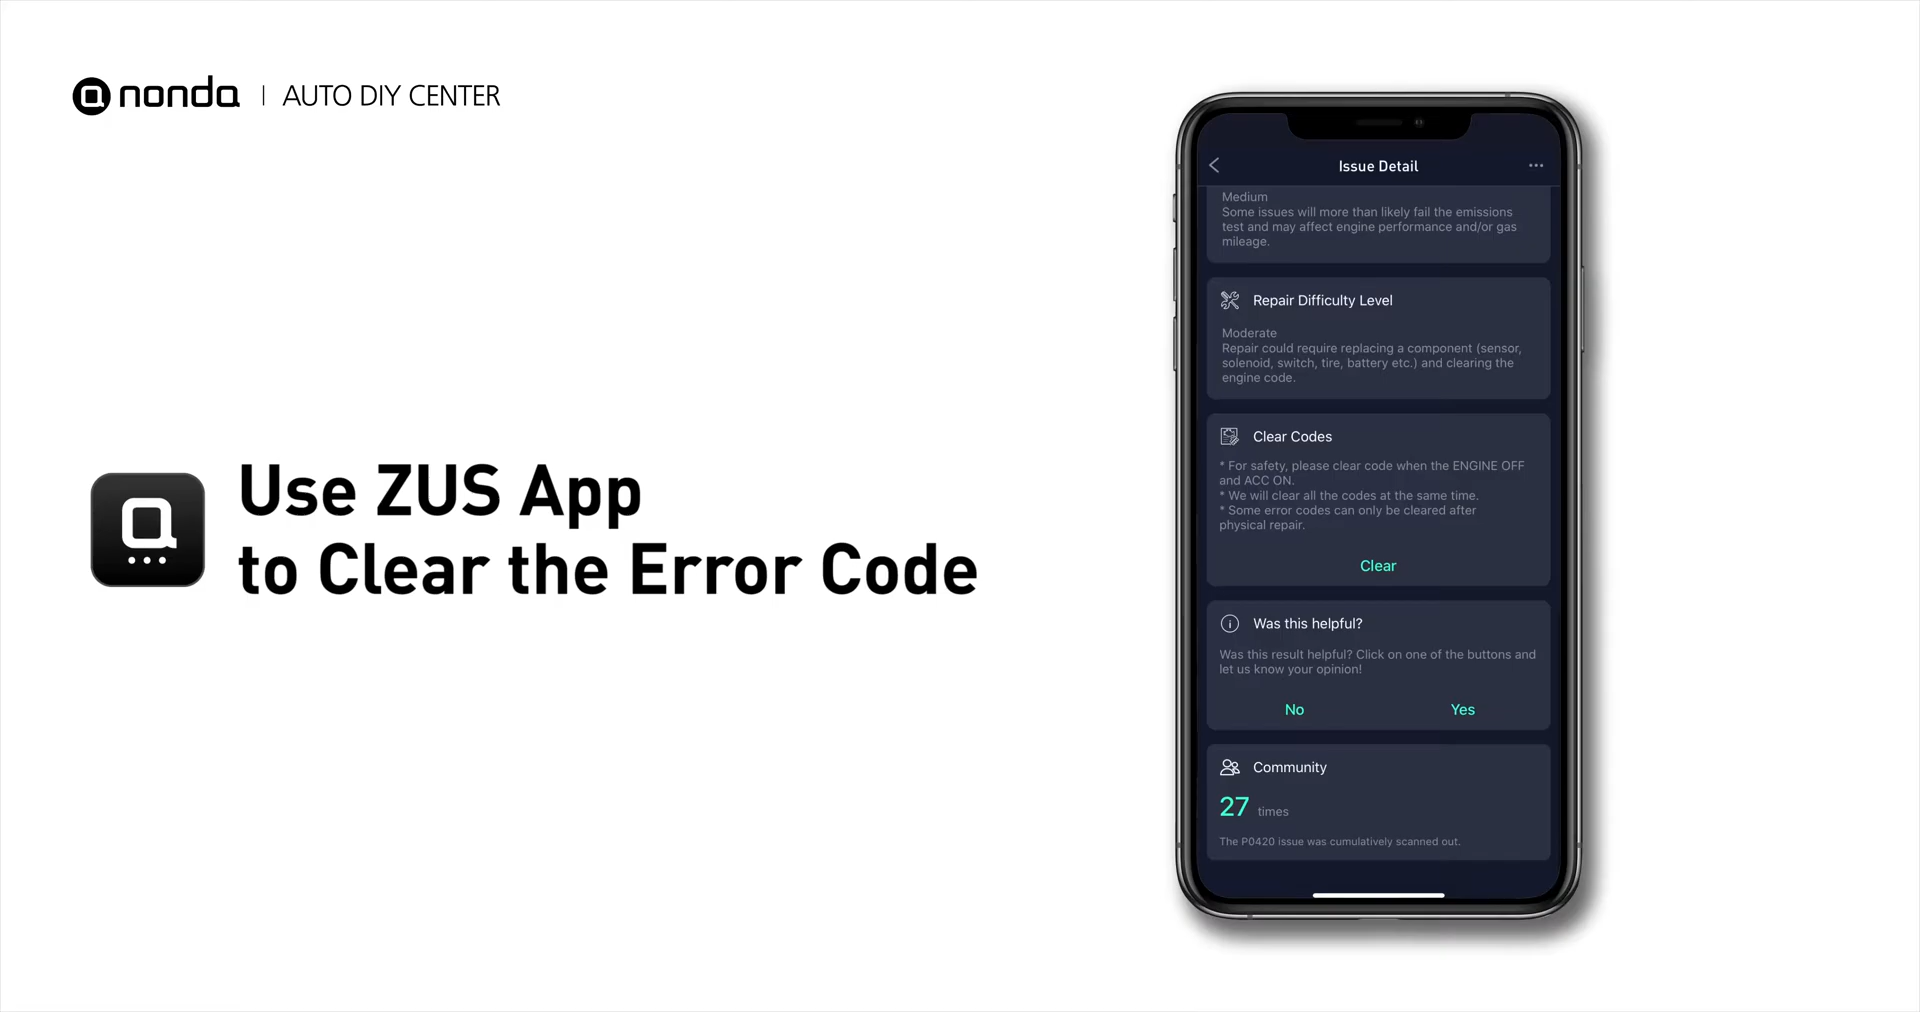 nonda | AUTO DIY CENTER
Use ZUS App
to Clear the Error Code
Issue Detail
Medium
Some issues will more than likely fail the emissions
test and may affect engine performance and/or gas
mileage.
Repair Difficulty Level
Moderate
Repair could require replacing a component (sensor,
solenoid, switch, tire, battery etc.) and clearing the
engine code.
Clear Codes
* For safety, please clear code when the ENGINE OFF
and ACC ON.
* We will clear all the codes at the same time.
* Some error codes can only be cleared after
physical repair.
Clear
Was this helpful?
Was this result helpful? Click on one of the buttons and
let us know your opinion!
No Yes
Community
27 times
The P0420 issue was cumulatively scanned out.